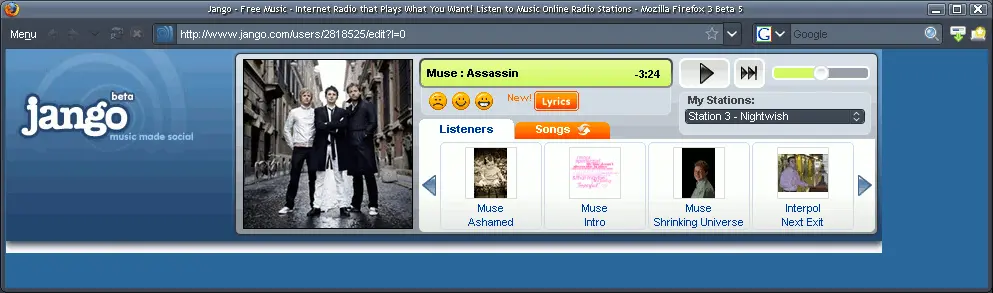 Jango - Free Music - Internet Radio that Plays What You Want! Listen to Music Online Radio Stations - Mozilla Firefox 3 Beta 5
Menu
http://www.jango.com/users/2818525/edit?l=0
Google
beta
jango
music made social
Muse : Assassin -3:24
New! Lyrics
My Stations:
Station 3 - Nightwish
Listeners
Songs
Muse
Ashamed
Muse
Intro
Muse
Shrinking Universe
Interpol
Next Exit